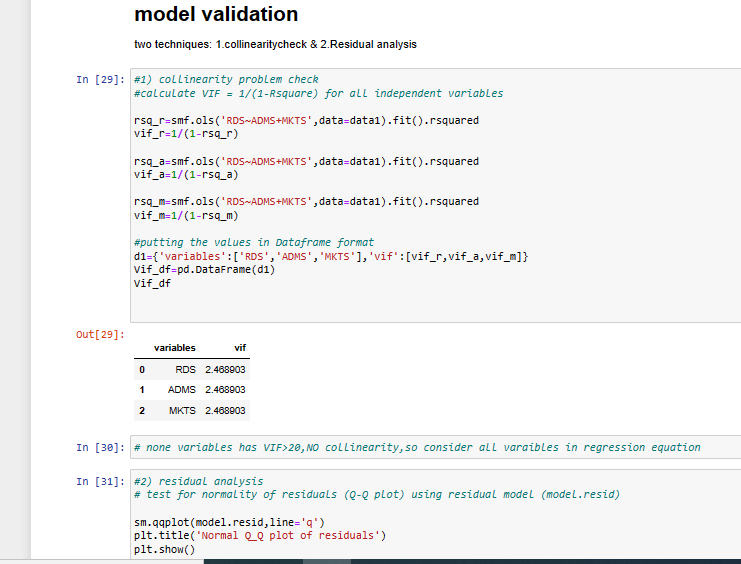 model validation
two techniques: 1.collinearitycheck & 2.Residual analysis
In [29]: #1) collinearity problem check
#calculate VIF = 1/(1-Rsquare) for all independent variables
rsq_r=smf.ols('RDS~ADMS+MKTS',data=data1).fit().rsquared
vif_r=1/(1-rsq_r)
rsq_a=smf.ols('RDS~ADMS+MKTS',data=data1).fit().rsquared
vif_a=1/(1-rsq_a)
rsq_m=smf.ols('RDS~ADMS+MKTS',data=data1).fit().rsquared
vif_m=1/(1-rsq_m)
#putting the values in Dataframe format
d1={'variables':['RDS','ADMS','MKTS'],'vif':[vif_r,vif_a,vif_m]}
Vif_df=pd.DataFrame(d1)
Vif_df
Out[29]:
variables vif
0 RDS 2.468903
1 ADMS 2.468903
2 MKTS 2.468903
In [30]: # none variables has VIF>20,NO collinearity,so consider all varaibles in regression equation
In [31]: #2) residual analysis
# test for normality of residuals (Q-Q plot) using residual model (model.resid)
sm.qqplot(model.resid,line='q')
plt.title('Normal Q_Q plot of residuals')
plt.show()